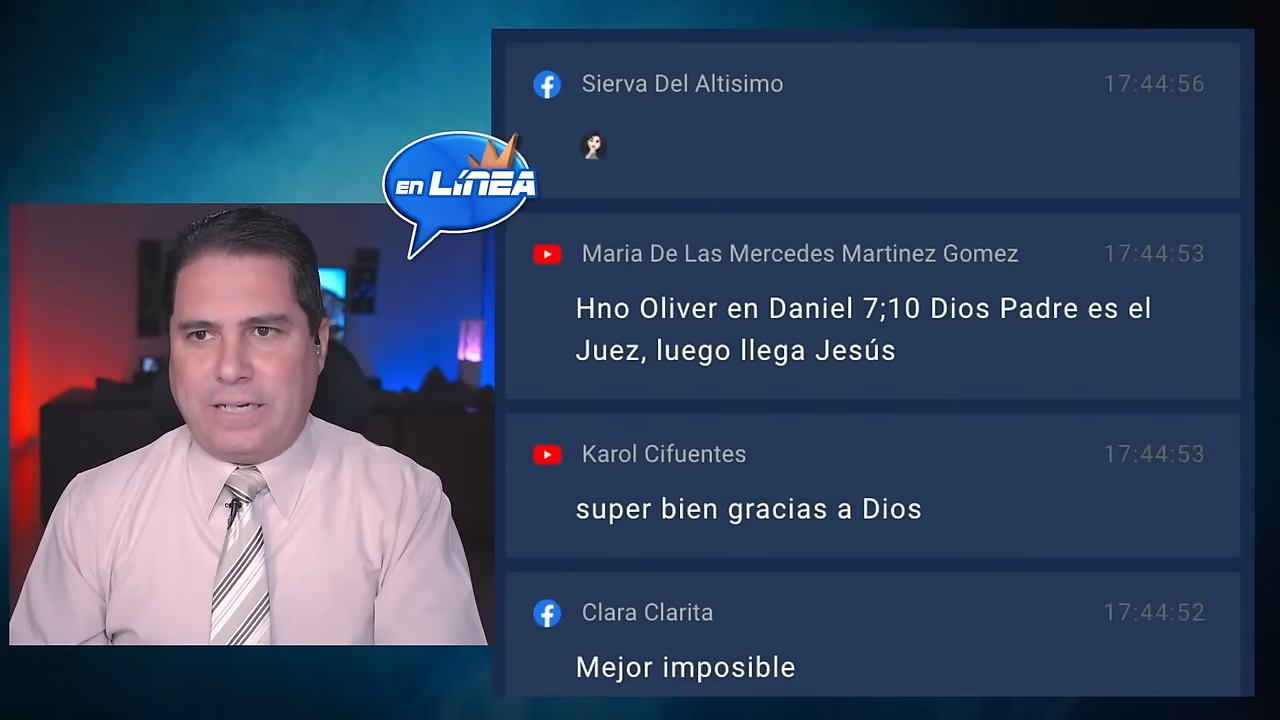 EN LÍNEA
Sierva Del Altisimo 17:44:56
Maria De Las Mercedes Martinez Gomez 17:44:53
Hno Oliver en Daniel 7;10 Dios Padre es el
Juez, luego llega Jesús
Karol Cifuentes 17:44:53
super bien gracias a Dios
Clara Clarita 17:44:52
Mejor imposible